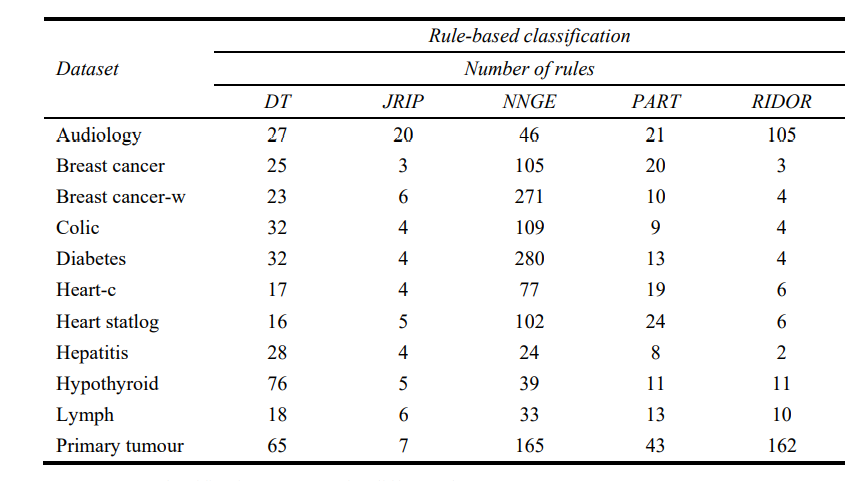 Rule-based classification
Dataset Number of rules
DT JRIP NNGE PART RIDOR
Audiology 27 20 46 21 105
Breast cancer 25 3 105 20 3
Breast cancer-w 23 6 271 10 4
Colic 32 4 109 9 4
Diabetes 32 4 280 13 4
Heart-c 17 4 77 19 6
Heart statlog 16 5 102 24 6
Hepatitis 28 4 24 8 2
Hypothyroid 76 5 39 11 11
Lymph 18 6 33 13 10
Primary tumour 65 7 165 43 162